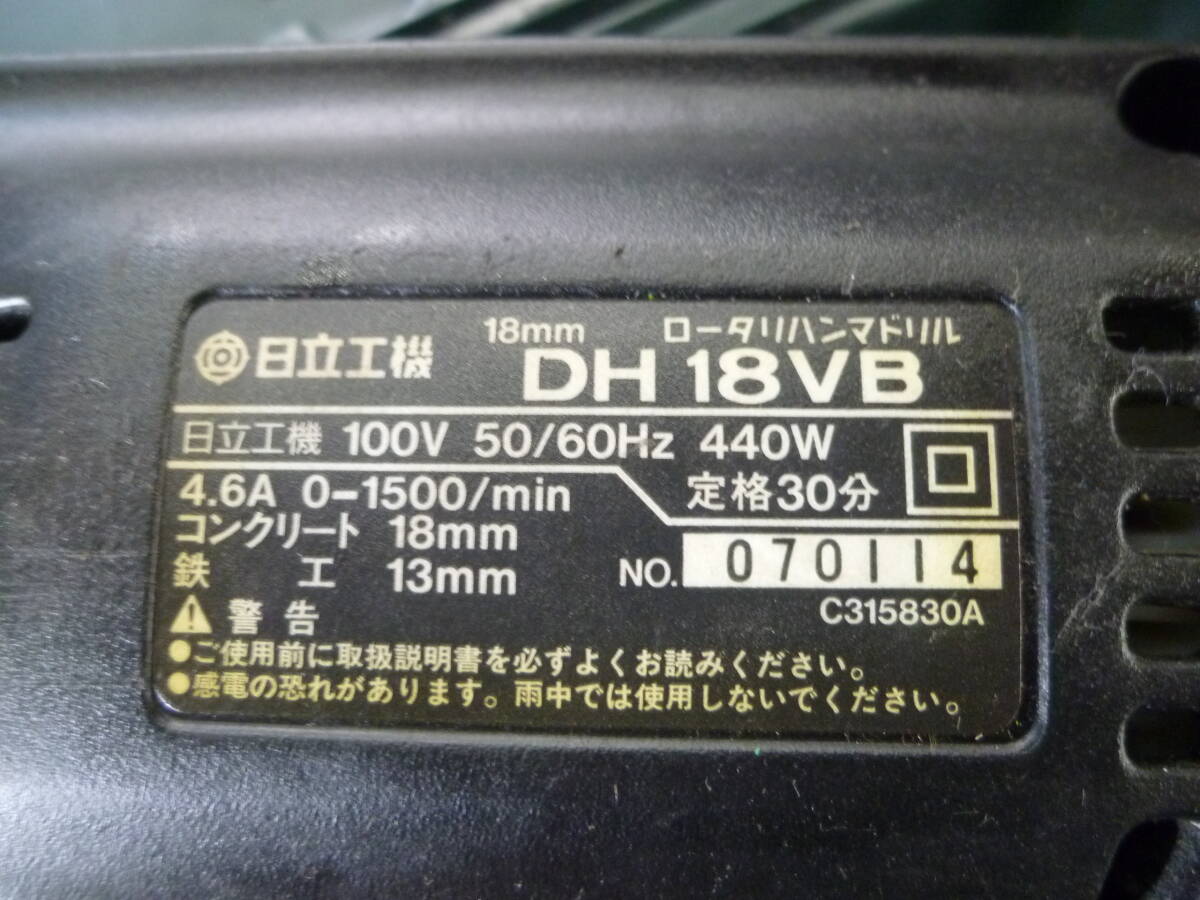 18mm ロータリハンマドリル
日立工機 DH 18VB
日立工機 100V 50/60Hz 440W
4.6A 0-1500/min 定格30分
コンクリート 18mm
鉄工 13mm NO. 070114
C315830A
警告
●ご使用前に取扱説明書を必ずよくお読みください。
●感電の恐れがあります。雨中では使用しないでください。